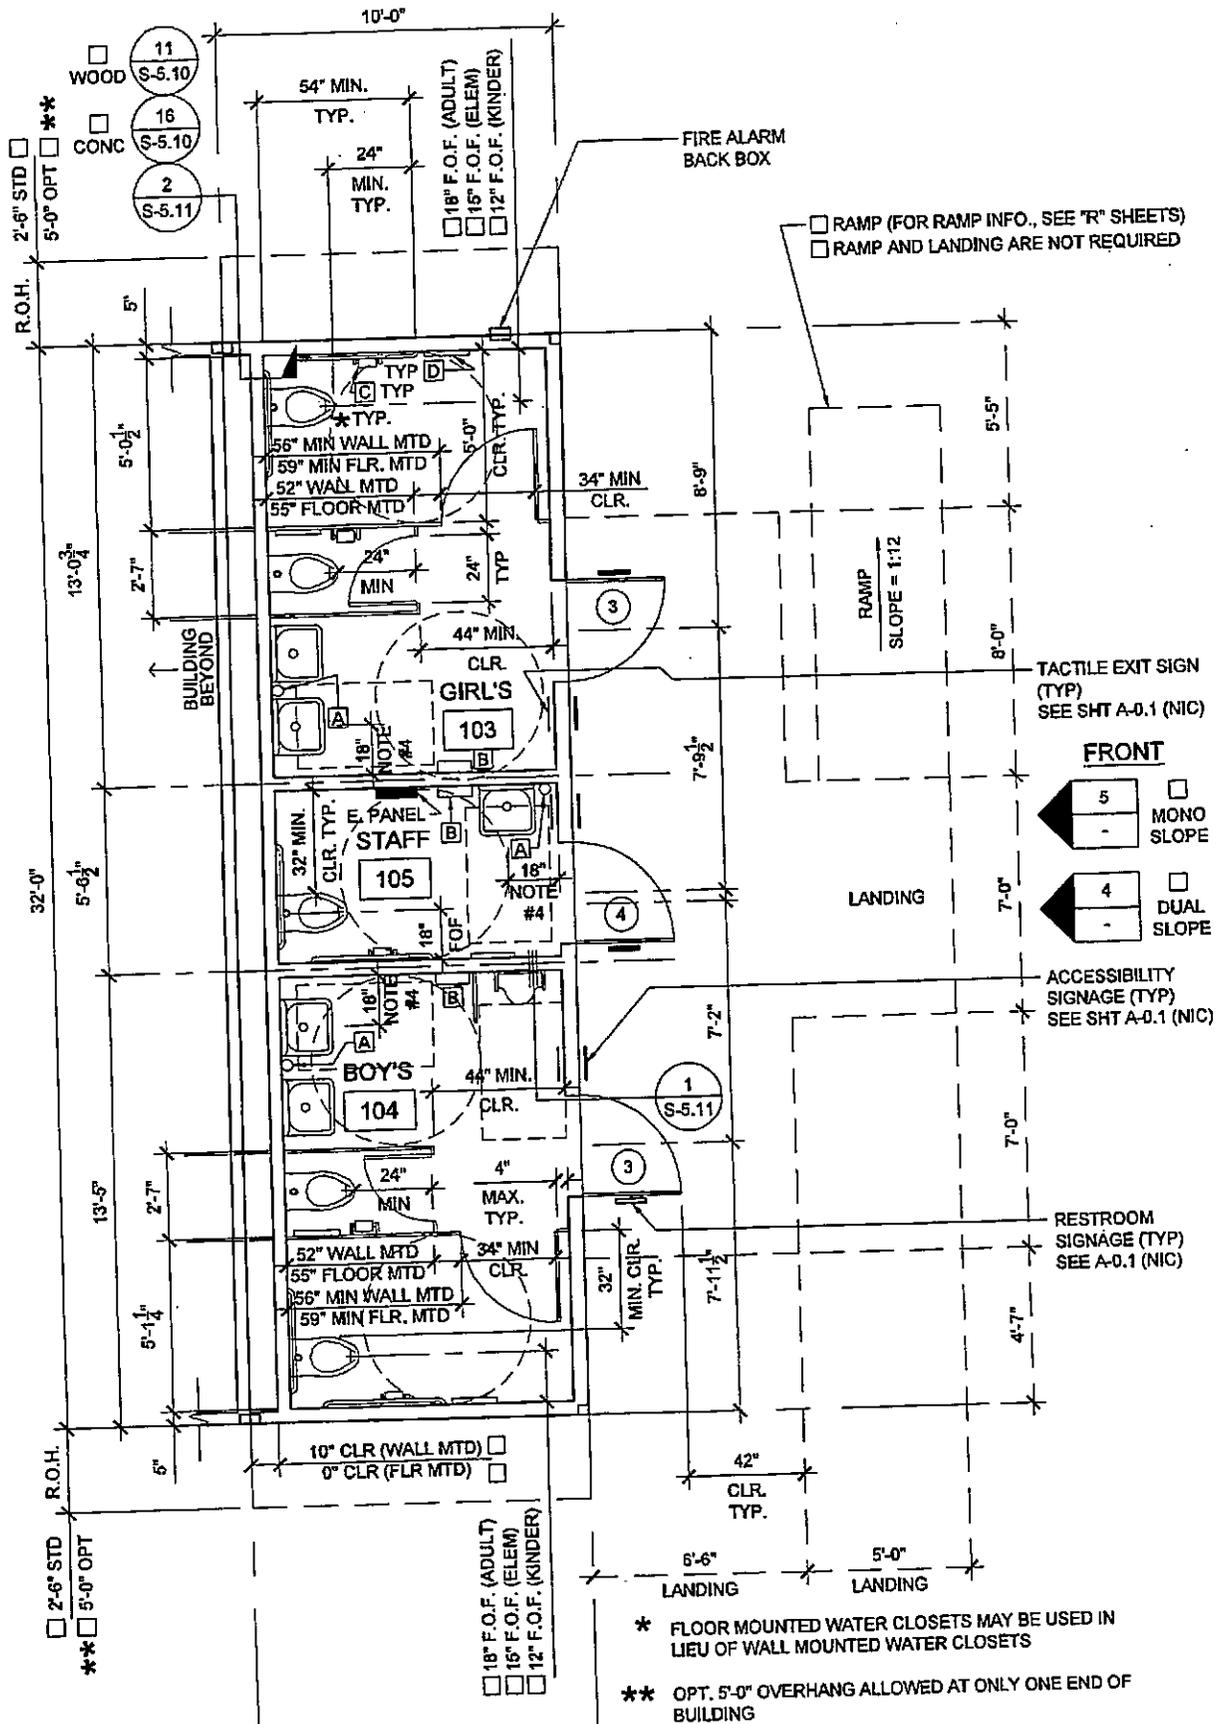 10'-0"
WOOD
11
S-5.10
CONC
16
S-5.10
2
S-5.11
54" MIN.
TYP.
24"
MIN.
TYP.
18" F.O.F. (ADULT)
15" F.O.F. (ELEM)
12" F.O.F. (KINDER)
2'-6" STD
5'-0" OPT **
R.O.H.
5"
FIRE ALARM
BACK BOX
RAMP (FOR RAMP INFO., SEE "R" SHEETS)
RAMP AND LANDING ARE NOT REQUIRED
TYP D
C TYP
* TYP.
56" MIN WALL MTD
59" MIN FLR. MTD
52" WALL MTD
55" FLOOR MTD
5'-0"
CLR. TYP.
34" MIN
CLR.
8'-9"
5'-5"
5'-0 1/2"
13'-0 3/4"
2'-7"
24"
MIN
24"
TYP
3
RAMP
SLOPE = 1:12
8'-0"
BUILDING
BEYOND
44" MIN.
CLR.
GIRL'S
103
A
18"
NOTE
#4
B
TACTILE EXIT SIGN
(TYP)
SEE SHT A-0.1 (NIC)
7'-9 1/2"
FRONT
5
-
MONO
SLOPE
4
-
DUAL
SLOPE
32'-0"
5'-6 1/2"
32" MIN.
CLR. TYP.
E. PANEL
STAFF
B
105
A
18"
NOTE
#4
18"
FOF
4
LANDING
7'-0"
ACCESSIBILITY
SIGNAGE (TYP)
SEE SHT A-0.1 (NIC)
18"
NOTE
#4
B
A
BOY'S
104
44" MIN.
CLR.
7'-2"
1
S-5.11
7'-0"
13'-5"
2'-7"
24"
MIN
4"
MAX.
TYP.
3
52" WALL MTD
55" FLOOR MTD
34" MIN
CLR.
56" MIN WALL MTD
59" MIN FLR. MTD
32"
MIN. CLR.
TYP.
7'-11 1/2"
RESTROOM
SIGNAGE (TYP)
SEE A-0.1 (NIC)
5'-1 1/4"
4'-7"
R.O.H.
5"
10" CLR (WALL MTD)
0" CLR (FLR MTD)
42"
CLR.
TYP.
2'-6" STD
** 5'-0" OPT
18" F.O.F. (ADULT)
15" F.O.F. (ELEM)
12" F.O.F. (KINDER)
6'-6"
LANDING
5'-0"
LANDING
* FLOOR MOUNTED WATER CLOSETS MAY BE USED IN
LIEU OF WALL MOUNTED WATER CLOSETS
** OPT. 5'-0" OVERHANG ALLOWED AT ONLY ONE END OF
BUILDING